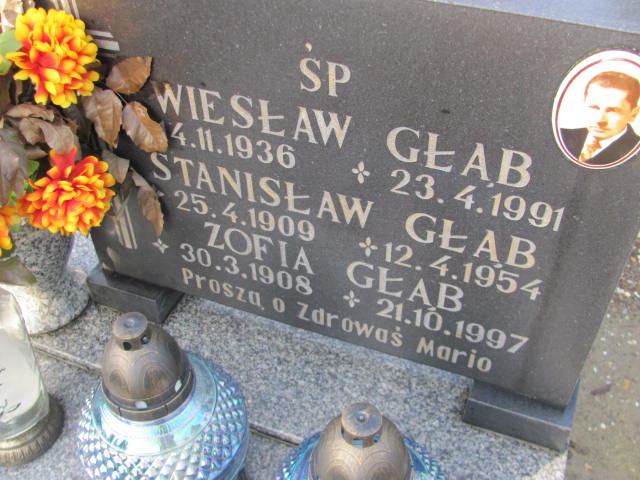 ŚP
WIESŁAW GŁĄB
4.11.1936 ✢ 23.4.1991
STANISŁAW GŁĄB
25.4.1909 ✢ 12.4.1954
ZOFIA GŁĄB
✢ 30.3.1908 ✢ 21.10.1997
Proszą o Zdrowaś Mario